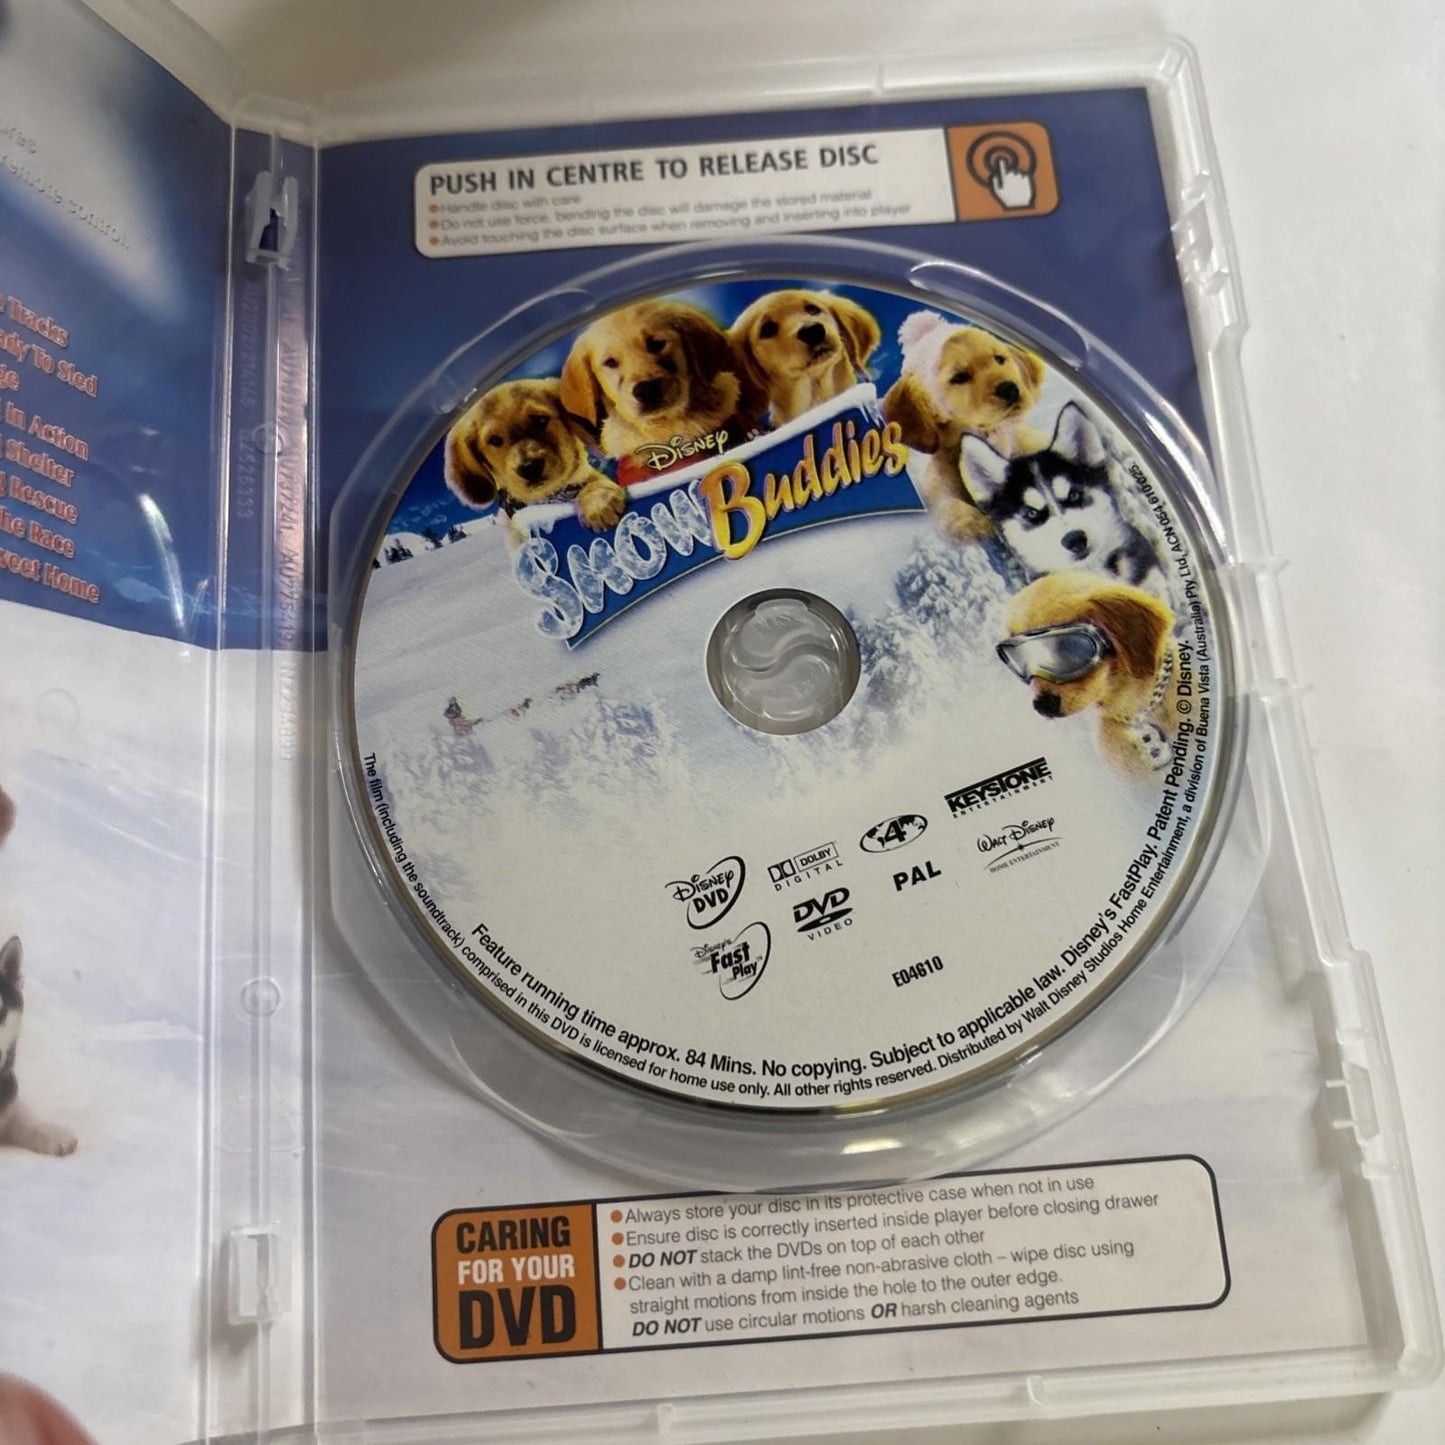 remote control.
Tracks
To Sled
in Action
Shelter
Rescue
the Race
Sweet Home
PUSH IN CENTRE TO RELEASE DISC
Handle disc with care
Do not use force, bending the disc will damage the stored material
Avoid touching the disc surface when removing and inserting into player
DISNEY
Snow Buddies
KEYSTONE
ENTERTAINMENT
4
DISNEY DVD
DOLBY
DIGITAL
PAL
WALT DISNEY
HOME ENTERTAINMENT
DVD
VIDEO
DISNEY'S
Fast
Play
E04610
Feature running time approx. 84 Mins. No copying. Subject to applicable law. Disney's FastPlay. Patent Pending. © Disney.
The film (including the soundtrack) comprised in this DVD is licensed for home use only. All other rights reserved. Distributed by Walt Disney Studios Home Entertainment, a division of Buena Vista (Australia) Pty Ltd, ACN 054 610 025.
CARING
FOR YOUR
DVD
Always store your disc in its protective case when not in use
Ensure disc is correctly inserted inside player before closing drawer
DO NOT stack the DVDs on top of each other
Clean with a damp lint-free non-abrasive cloth – wipe disc using
straight motions from inside the hole to the outer edge.
DO NOT use circular motions OR harsh cleaning agents